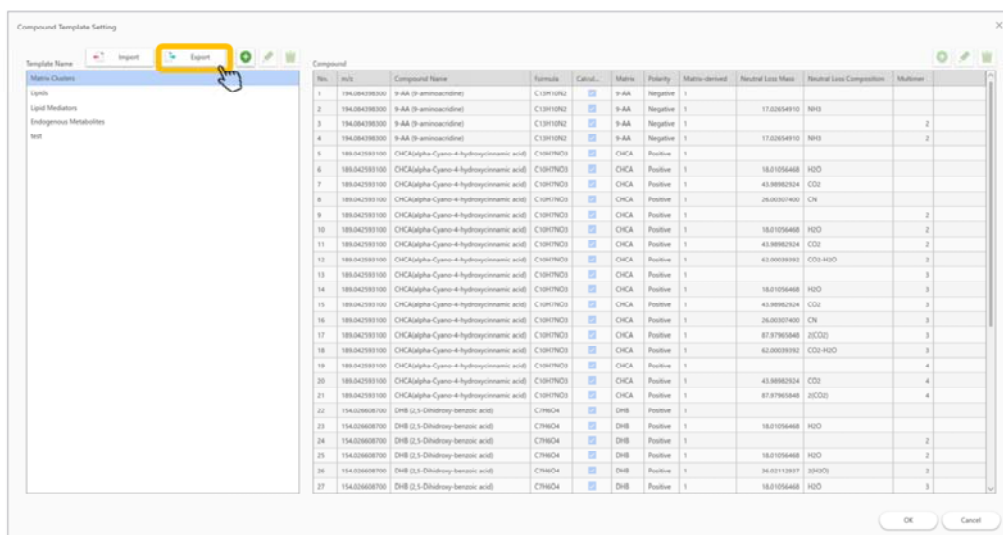 Compound Template Setting
Template Name Import Export Compound
Matrix Clusters
Lipids
Lipid Mediators
Endogenous Metabolites
test
No. m/z Compound Name Formula Calcul... Matrix Polarity Matrix-derived Neutral Loss Mass Neutral Loss Composition Multimer
1 194.084398300 9-AA (9-aminoacridine) C13H10N2 9-AA Negative 1
2 194.084398300 9-AA (9-aminoacridine) C13H10N2 9-AA Negative 1 17.02654910 NH3
3 194.084398300 9-AA (9-aminoacridine) C13H10N2 9-AA Negative 1 2
4 194.084398300 9-AA (9-aminoacridine) C13H10N2 9-AA Negative 1 17.02654910 NH3 2
5 189.042593100 CHCA(alpha-Cyano-4-hydroxycinnamic acid) C10H7NO3 CHCA Positive 1
6 189.042593100 CHCA(alpha-Cyano-4-hydroxycinnamic acid) C10H7NO3 CHCA Positive 1 18.01056468 H2O
7 189.042593100 CHCA(alpha-Cyano-4-hydroxycinnamic acid) C10H7NO3 CHCA Positive 1 43.98982924 CO2
8 189.042593100 CHCA(alpha-Cyano-4-hydroxycinnamic acid) C10H7NO3 CHCA Positive 1 26.00307400 CN
9 189.042593100 CHCA(alpha-Cyano-4-hydroxycinnamic acid) C10H7NO3 CHCA Positive 1 2
10 189.042593100 CHCA(alpha-Cyano-4-hydroxycinnamic acid) C10H7NO3 CHCA Positive 1 18.01056468 H2O 2
11 189.042593100 CHCA(alpha-Cyano-4-hydroxycinnamic acid) C10H7NO3 CHCA Positive 1 43.98982924 CO2 2
12 189.042593100 CHCA(alpha-Cyano-4-hydroxycinnamic acid) C10H7NO3 CHCA Positive 1 62.00039392 CO2-H2O 2
13 189.042593100 CHCA(alpha-Cyano-4-hydroxycinnamic acid) C10H7NO3 CHCA Positive 1 3
14 189.042593100 CHCA(alpha-Cyano-4-hydroxycinnamic acid) C10H7NO3 CHCA Positive 1 18.01056468 H2O 3
15 189.042593100 CHCA(alpha-Cyano-4-hydroxycinnamic acid) C10H7NO3 CHCA Positive 1 43.98982924 CO2 3
16 189.042593100 CHCA(alpha-Cyano-4-hydroxycinnamic acid) C10H7NO3 CHCA Positive 1 26.00307400 CN 3
17 189.042593100 CHCA(alpha-Cyano-4-hydroxycinnamic acid) C10H7NO3 CHCA Positive 1 87.97965848 2(CO2) 3
18 189.042593100 CHCA(alpha-Cyano-4-hydroxycinnamic acid) C10H7NO3 CHCA Positive 1 62.00039392 CO2-H2O 3
19 189.042593100 CHCA(alpha-Cyano-4-hydroxycinnamic acid) C10H7NO3 CHCA Positive 1 4
20 189.042593100 CHCA(alpha-Cyano-4-hydroxycinnamic acid) C10H7NO3 CHCA Positive 1 43.98982924 CO2 4
21 189.042593100 CHCA(alpha-Cyano-4-hydroxycinnamic acid) C10H7NO3 CHCA Positive 1 87.97965848 2(CO2) 4
22 154.026608700 DHB (2,5-Dihidroxy-benzoic acid) C7H6O4 DHB Positive 1
23 154.026608700 DHB (2,5-Dihidroxy-benzoic acid) C7H6O4 DHB Positive 1 18.01056468 H2O
24 154.026608700 DHB (2,5-Dihidroxy-benzoic acid) C7H6O4 DHB Positive 1 2
25 154.026608700 DHB (2,5-Dihidroxy-benzoic acid) C7H6O4 DHB Positive 1 18.01056468 H2O 2
26 154.026608700 DHB (2,5-Dihidroxy-benzoic acid) C7H6O4 DHB Positive 1 36.02112937 2(H2O) 2
27 154.026608700 DHB (2,5-Dihidroxy-benzoic acid) C7H6O4 DHB Positive 1 18.01056468 H2O 3
OK Cancel